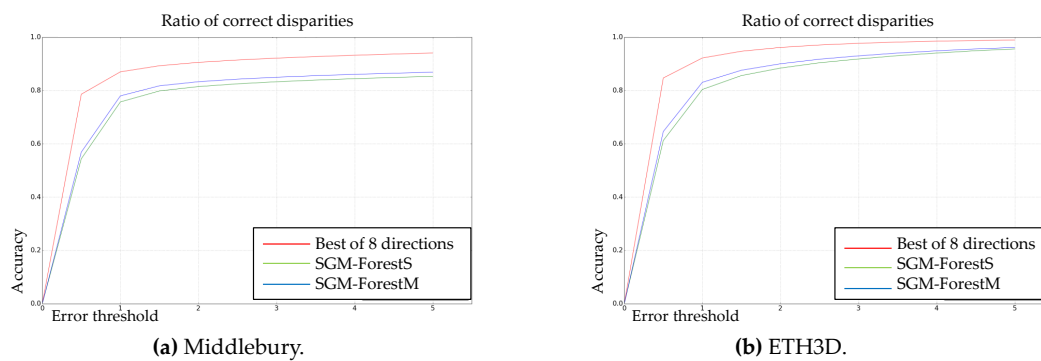 Ratio of correct disparities
1.0
0.8
0.6
0.4
0.2
0.0
Accuracy
0 1 2 3 4 5
Error threshold
Best of 8 directions
SGM-ForestS
SGM-ForestM
(a) Middlebury.
Ratio of correct disparities
1.0
0.8
0.6
0.4
0.2
0.0
Accuracy
0 1 2 3 4 5
Error threshold
Best of 8 directions
SGM-ForestS
SGM-ForestM
(b) ETH3D.